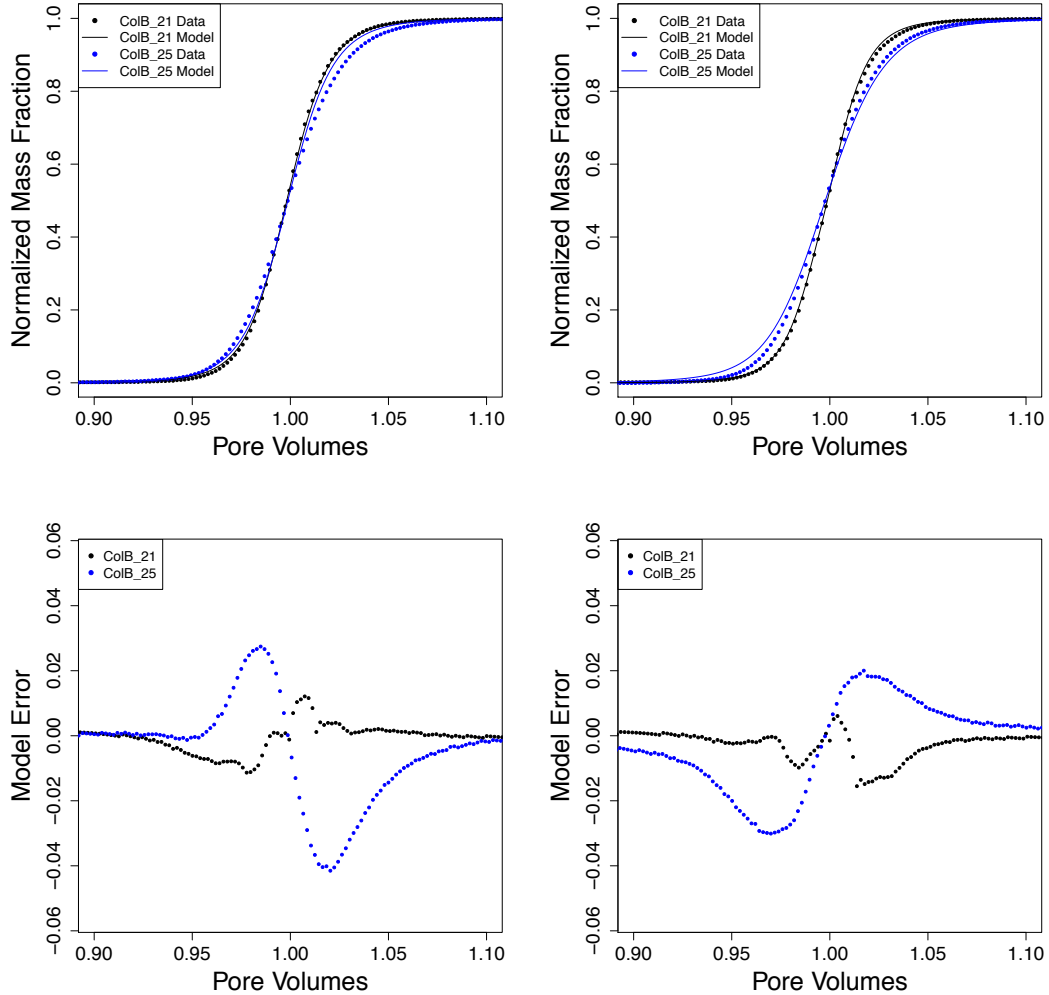 ColB_21 Data
ColB_21 Model
ColB_25 Data
ColB_25 Model
Normalized Mass Fraction
0.0 0.2 0.4 0.6 0.8 1.0
0.90 0.95 1.00 1.05 1.10
Pore Volumes
ColB_21 Data
ColB_21 Model
ColB_25 Data
ColB_25 Model
Normalized Mass Fraction
0.0 0.2 0.4 0.6 0.8 1.0
0.90 0.95 1.00 1.05 1.10
Pore Volumes
ColB_21
ColB_25
Model Error
−0.06 −0.04 −0.02 0.00 0.02 0.04 0.06
0.90 0.95 1.00 1.05 1.10
Pore Volumes
ColB_21
ColB_25
Model Error
−0.06 −0.04 −0.02 0.00 0.02 0.04 0.06
0.90 0.95 1.00 1.05 1.10
Pore Volumes